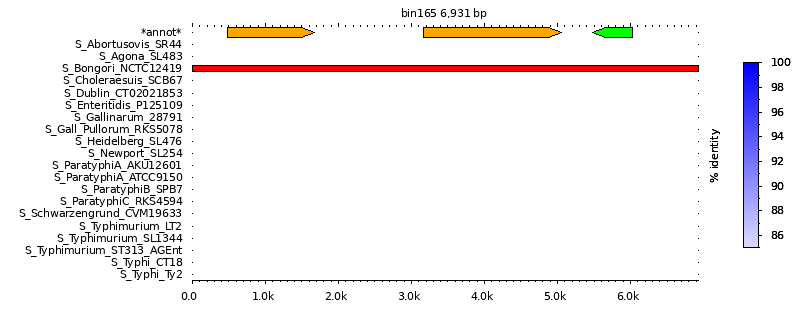 bin165 6,931 bp
*annot*
S_Abortusovis_SR44
S_Agona_SL483
S_Bongori_NCTC12419
S_Choleraesuis_SCB67
S_Dublin_CT02021853
S_Enteritidis_P125109
S_Gallinarum_28791
S_Gall_Pullorum_RKS5078
S_Heidelberg_SL476
S_Newport_SL254
S_ParatyphiA_AKU12601
S_ParatyphiA_ATCC9150
S_ParatyphiB_SPB7
S_ParatyphiC_RKS4594
S_Schwarzengrund_CVM19633
S_Typhimurium_LT2
S_Typhimurium_SL1344
S_Typhimurium_ST313_AGEnt
S_Typhi_CT18
S_Typhi_Ty2
0.0 1.0k 2.0k 3.0k 4.0k 5.0k 6.0k
% identity
100
98
96
94
92
90
88
86